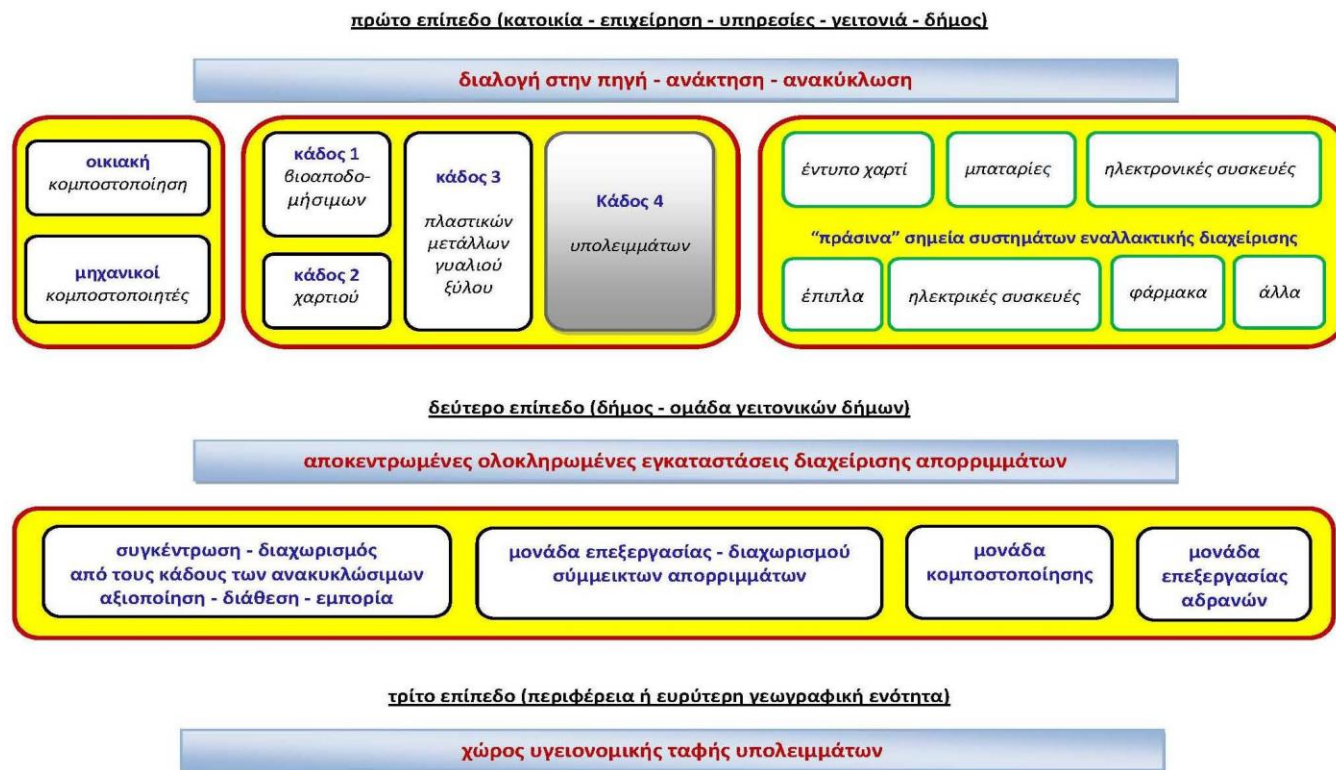 πρώτο επίπεδο (κατοικία - επιχείρηση - υπηρεσίες - γειτονιά - δήμος)
διαλογή στην πηγή - ανάκτηση - ανακύκλωση
οικιακή
κομποστοποίηση
μηχανικοί
κομποστοποιητές
κάδος 1
βιοαποδο-
μήσιμων
κάδος 2
χαρτιού
κάδος 3
πλαστικών
μετάλλων
γυαλιού
ξύλου
Κάδος 4
υπολειμμάτων
έντυπο χαρτί
μπαταρίες
ηλεκτρονικές συσκευές
“πράσινα” σημεία συστημάτων εναλλακτικής διαχείρισης
έπιπλα
ηλεκτρικές συσκευές
φάρμακα
άλλα
δεύτερο επίπεδο (δήμος - ομάδα γειτονικών δήμων)
αποκεντρωμένες ολοκληρωμένες εγκαταστάσεις διαχείρισης απορριμμάτων
συγκέντρωση - διαχωρισμός
από τους κάδους των ανακυκλώσιμων
αξιοποίηση - διάθεση - εμπορία
μονάδα επεξεργασίας - διαχωρισμού
σύμμεικτων απορριμμάτων
μονάδα
κομποστοποίησης
μονάδα
επεξεργασίας
αδρανών
τρίτο επίπεδο (περιφέρεια ή ευρύτερη γεωγραφική ενότητα)
χώρος υγειονομικής ταφής υπολειμμάτων